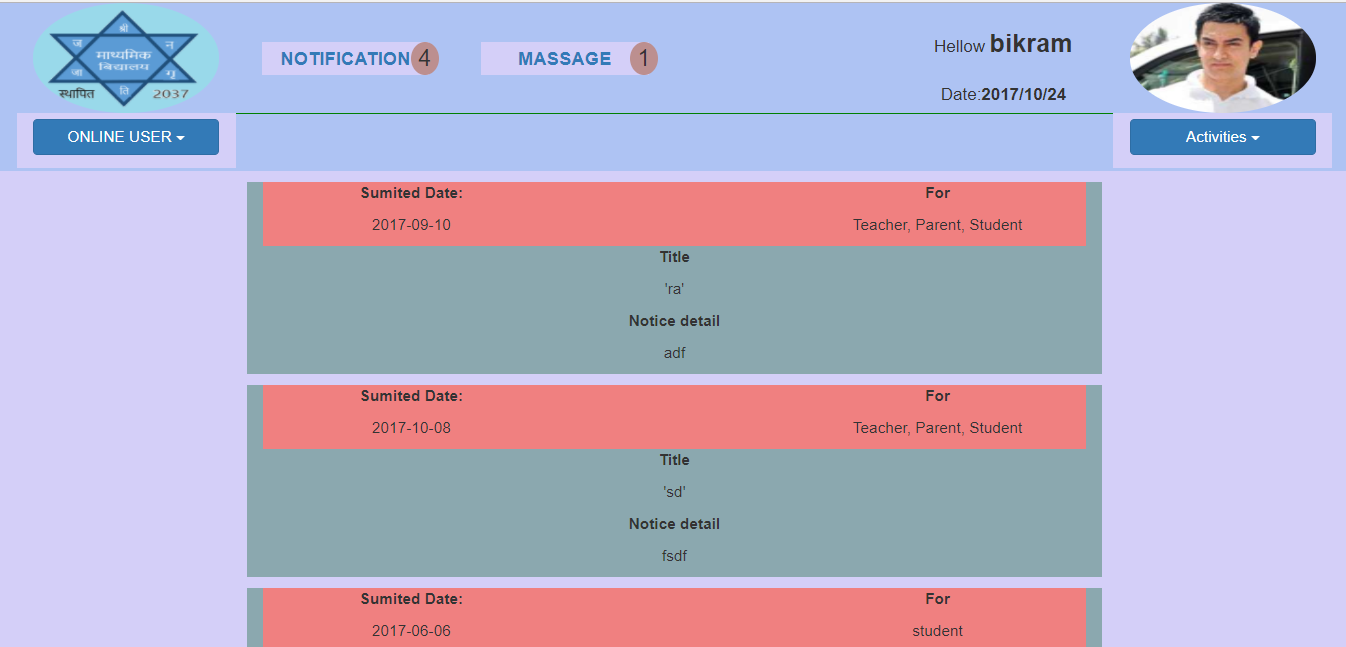 श्री
ज न
माध्यमिक
बिद्यालय
जा गृ
स्थापित ति 2037
NOTIFICATION 4
MASSAGE 1
Hellow bikram
Date:2017/10/24
ONLINE USER
Activities
Sumited Date: For
2017-09-10 Teacher, Parent, Student
Title
'ra'
Notice detail
adf
Sumited Date: For
2017-10-08 Teacher, Parent, Student
Title
'sd'
Notice detail
fsdf
Sumited Date: For
2017-06-06 student